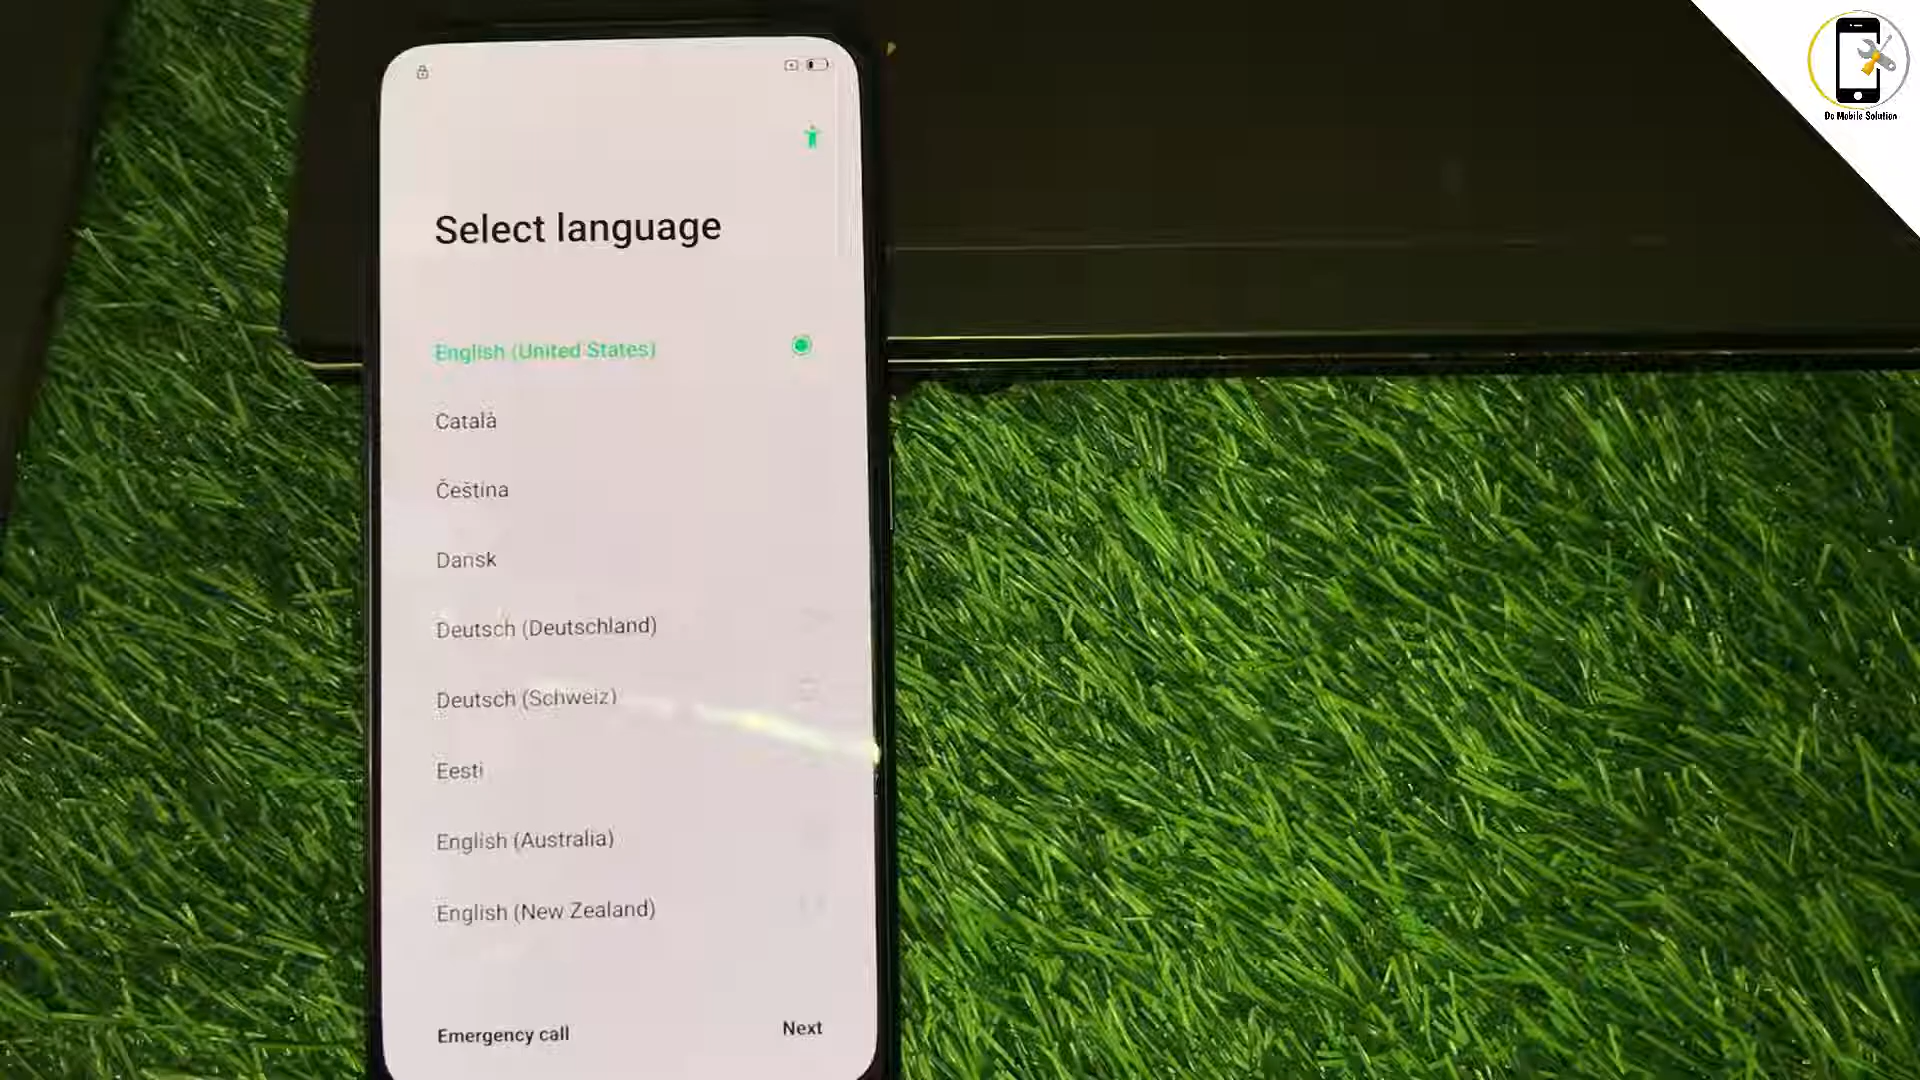 Dc Mobile Solution
Select language
English (United States)
Català
Čeština
Dansk
Deutsch (Deutschland)
Deutsch (Schweiz)
Eesti
English (Australia)
English (New Zealand)
Emergency call
Next